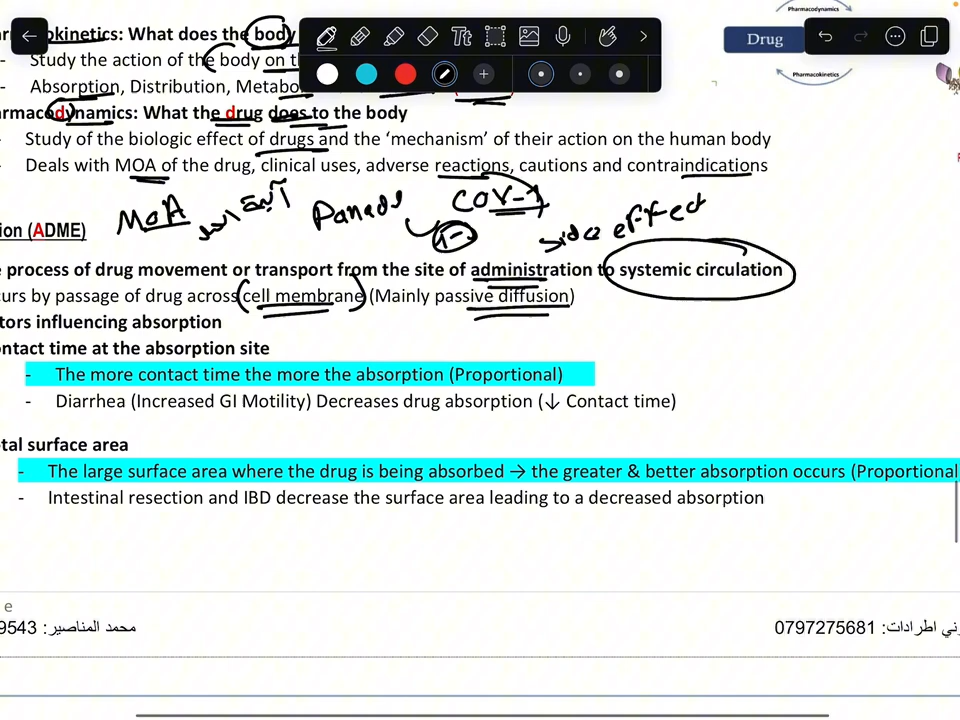 Pharmacodynamics
Drug
Pharmacokinetics
okinetics: What does the body
- Study the action of the body on
- Absorption, Distribution,
armacodynamics: What the drug does to the body
- Study of the biologic effect of drugs and the ‘mechanism’ of their action on the human body
- Deals with MOA of the drug, clinical uses, adverse reactions, cautions and contraindications
MOA آلية Panadol COX-1
side effect
ion (ADME)
e process of drug movement or transport from the site of administration to systemic circulation
curs by passage of drug across cell membrane (Mainly passive diffusion)
tors influencing absorption
ontact time at the absorption site
- The more contact time the more the absorption (Proportional)
- Diarrhea (Increased GI Motility) Decreases drug absorption (↓ Contact time)
otal surface area
- The large surface area where the drug is being absorbed → the greater & better absorption occurs (Proportional
- Intestinal resection and IBD decrease the surface area leading to a decreased absorption
e
محمد المناصير: 9543
وني اطرادات: 0797275681